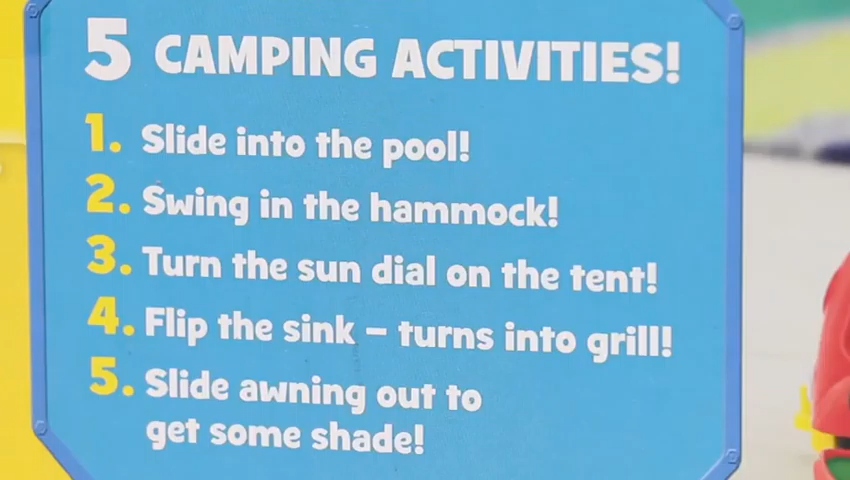 5 CAMPING ACTIVITIES!
1. Slide into the pool!
2. Swing in the hammock!
3. Turn the sun dial on the tent!
4. Flip the sink – turns into grill!
5. Slide awning out to
get some shade!